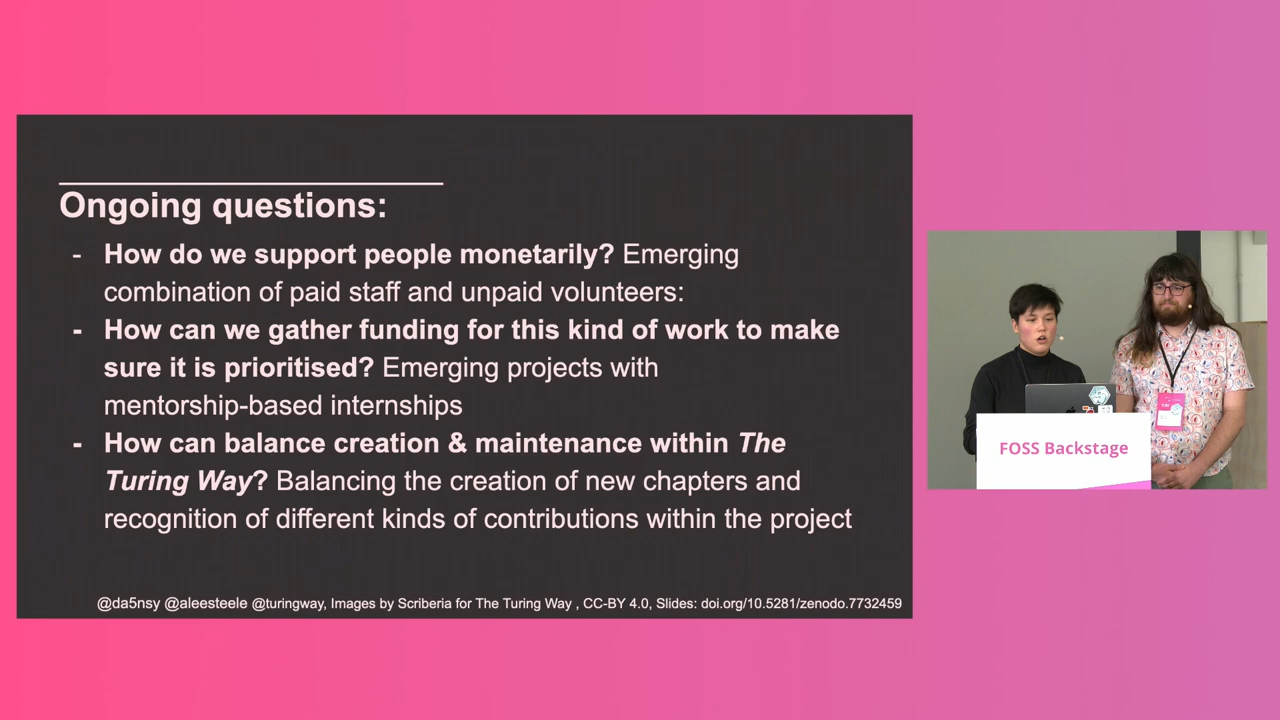 Ongoing questions:
- How do we support people monetarily? Emerging
combination of paid staff and unpaid volunteers:
- How can we gather funding for this kind of work to make
sure it is prioritised? Emerging projects with
mentorship-based internships
- How can balance creation & maintenance within The
Turing Way? Balancing the creation of new chapters and
recognition of different kinds of contributions within the project
@da5nsy @aleesteele @turingway, Images by Scriberia for The Turing Way , CC-BY 4.0, Slides: doi.org/10.5281/zenodo.7732459
FOSS Backstage